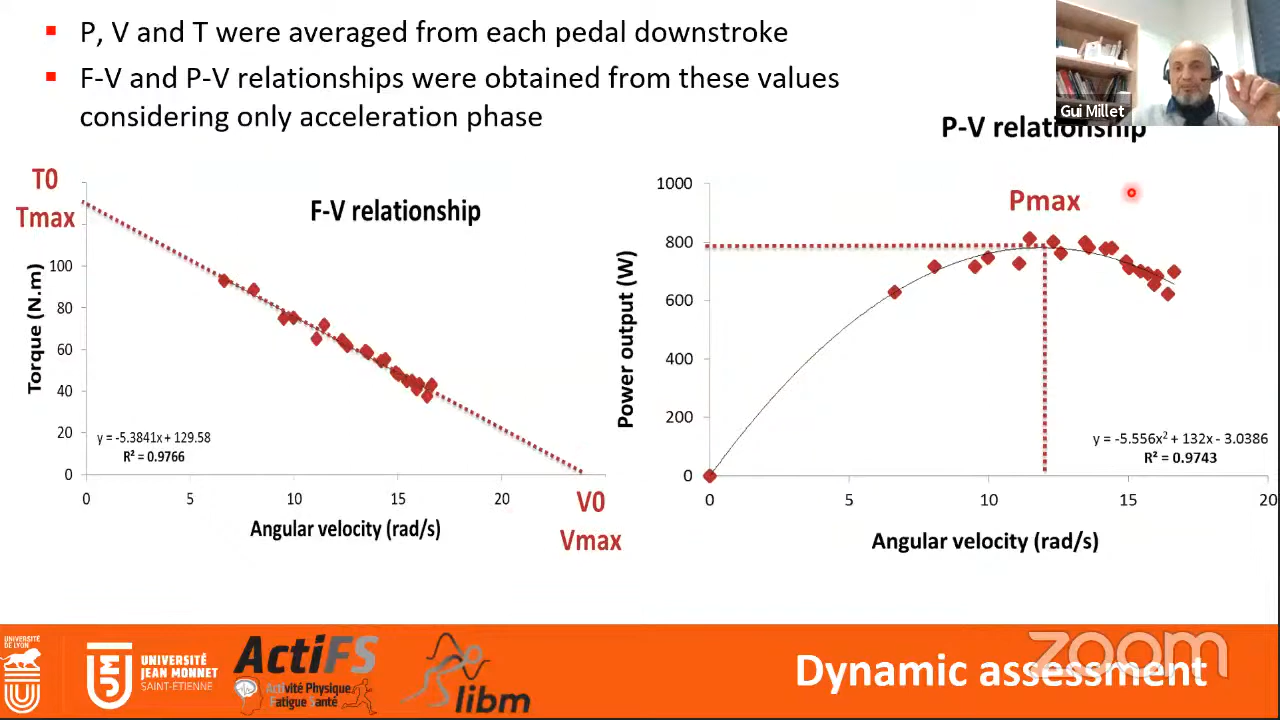 P, V and T were averaged from each pedal downstroke
F-V and P-V relationships were obtained from these values
considering only acceleration phase
Gui Millet
P-V relationship
T0
Tmax
F-V relationship
Torque (N.m)
100
80
60
40
20
0
y = -5.3841x + 129.58
R² = 0.9766
0
5
10
15
20
V0
Vmax
Angular velocity (rad/s)
Pmax
Power output (W)
1000
800
600
400
200
0
y = -5.556x² + 132x - 3.0386
R² = 0.9743
0
5
10
15
20
Angular velocity (rad/s)
UNIVERSITÉ
DE LYON
UJM
UNIVERSITÉ
JEAN MONNET
SAINT-ÉTIENNE
ActiFS
Activité Physique
Fatigue Santé
libm
zoom
Dynamic assessment